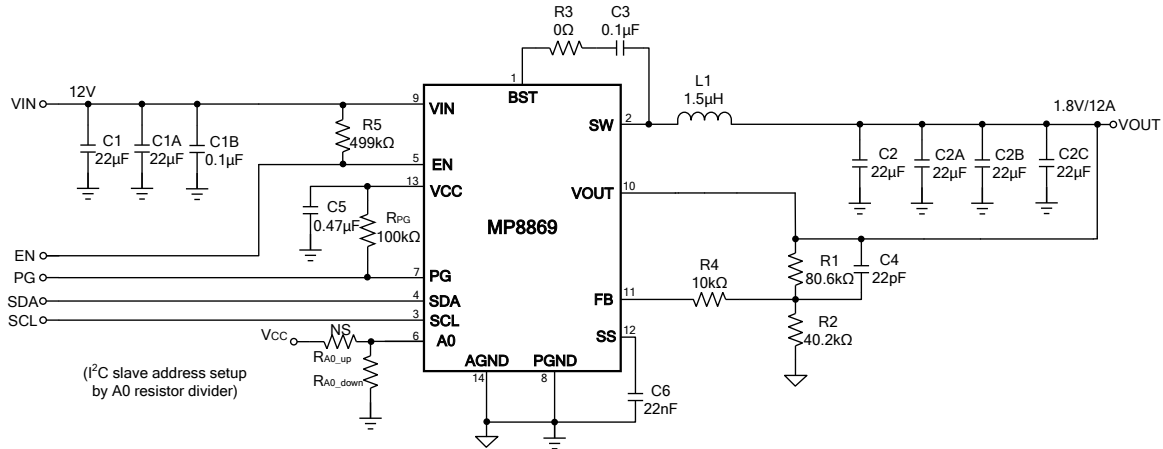 R3
0Ω
C3
0.1µF
1
BST
L1
1.5µH
VIN
12V
9
VIN
SW
2
1.8V/12A
VOUT
C1
22µF
C1A
22µF
C1B
0.1µF
R5
499kΩ
5
EN
C2
22µF
C2A
22µF
C2B
22µF
C2C
22µF
13
VCC
VOUT
10
C5
0.47µF
RPG
100kΩ
MP8869
EN
PG
7
PG
R1
80.6kΩ
C4
22pF
R4
10kΩ
FB
11
SDA
4
SDA
SCL
3
SCL
R2
40.2kΩ
SS
12
VCC
NS
6
A0
RA0_up
RA0_down
(I²C slave address setup
by A0 resistor divider)
AGND
14
PGND
8
C6
22nF